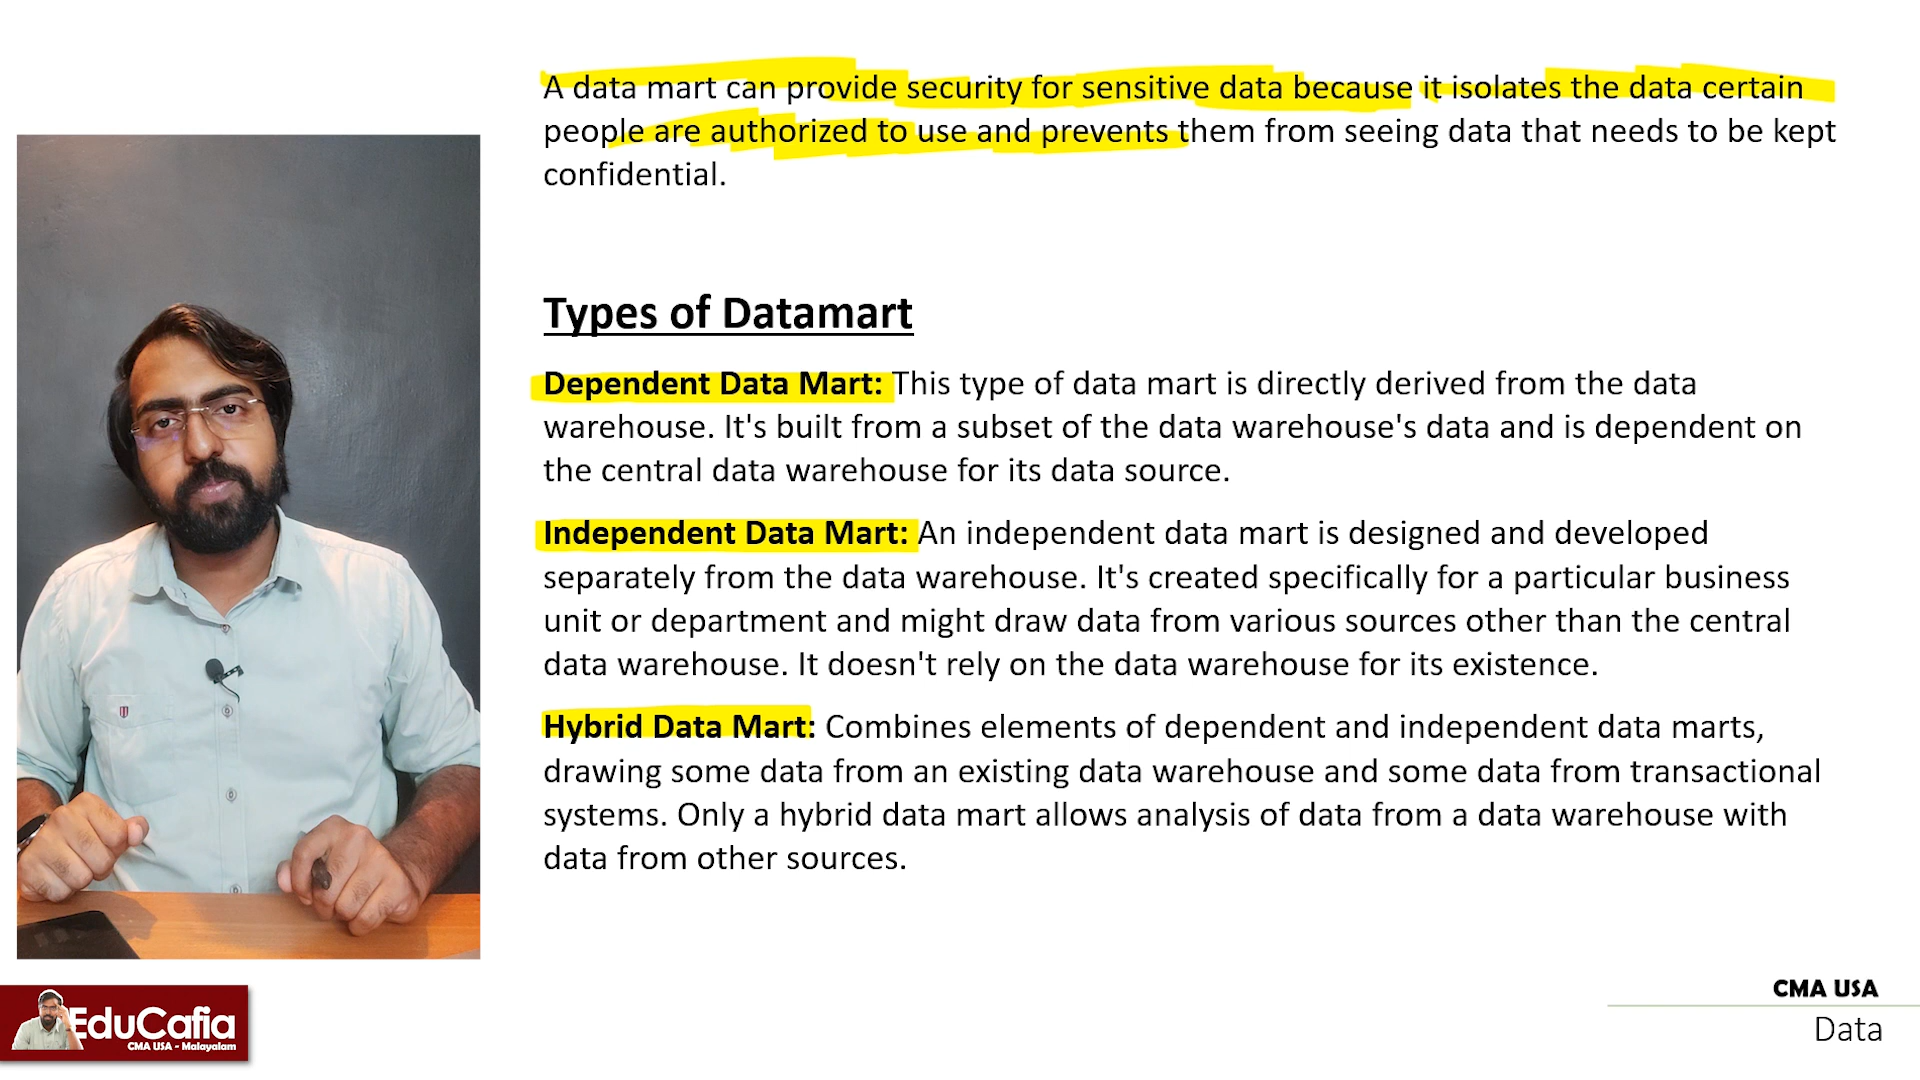 A data mart can provide security for sensitive data because it isolates the data certain
people are authorized to use and prevents them from seeing data that needs to be kept
confidential.
Types of Datamart
Dependent Data Mart: This type of data mart is directly derived from the data
warehouse. It's built from a subset of the data warehouse's data and is dependent on
the central data warehouse for its data source.
Independent Data Mart: An independent data mart is designed and developed
separately from the data warehouse. It's created specifically for a particular business
unit or department and might draw data from various sources other than the central
data warehouse. It doesn't rely on the data warehouse for its existence.
Hybrid Data Mart: Combines elements of dependent and independent data marts,
drawing some data from an existing data warehouse and some data from transactional
systems. Only a hybrid data mart allows analysis of data from a data warehouse with
data from other sources.
EduCafia
CMA USA - Malayalam
CMA USA
Data